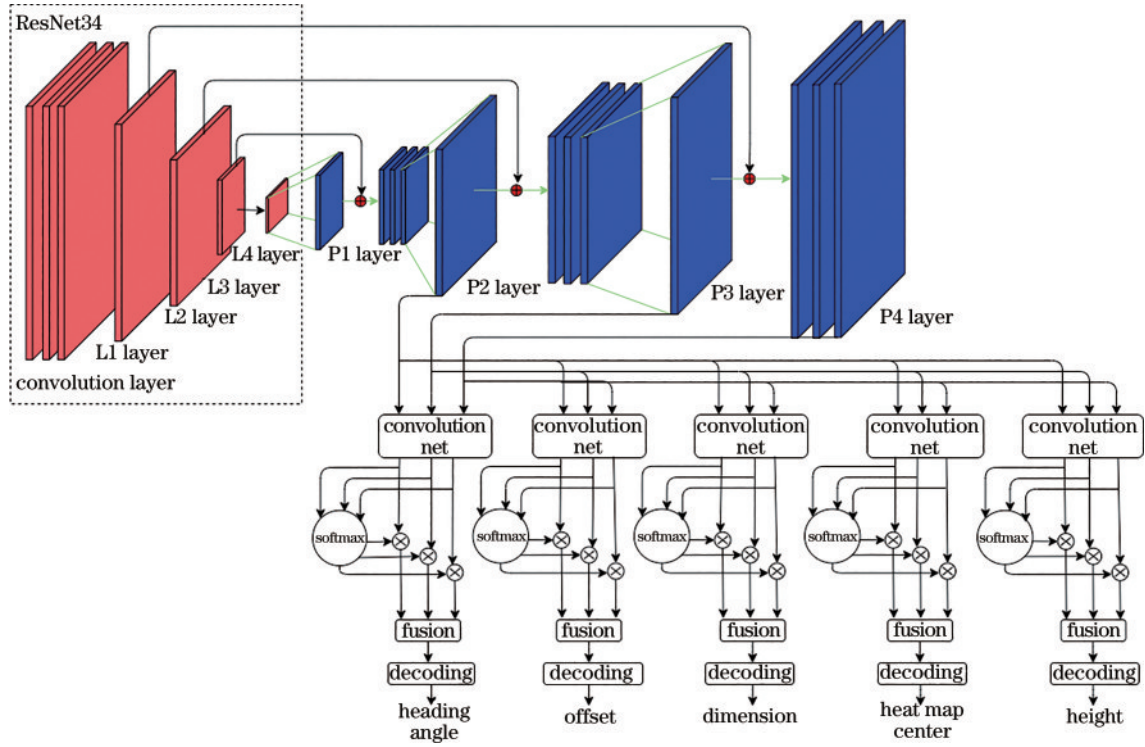 ResNet34
L4 layer
P1 layer
L3 layer
P2 layer
P3 layer
L2 layer
P4 layer
L1 layer
convolution layer
convolution
net
convolution
net
convolution
net
convolution
net
convolution
net
softmax
softmax
softmax
softmax
softmax
fusion
fusion
fusion
fusion
fusion
decoding
decoding
decoding
decoding
decoding
heading
angle
offset
dimension
heat map
center
height